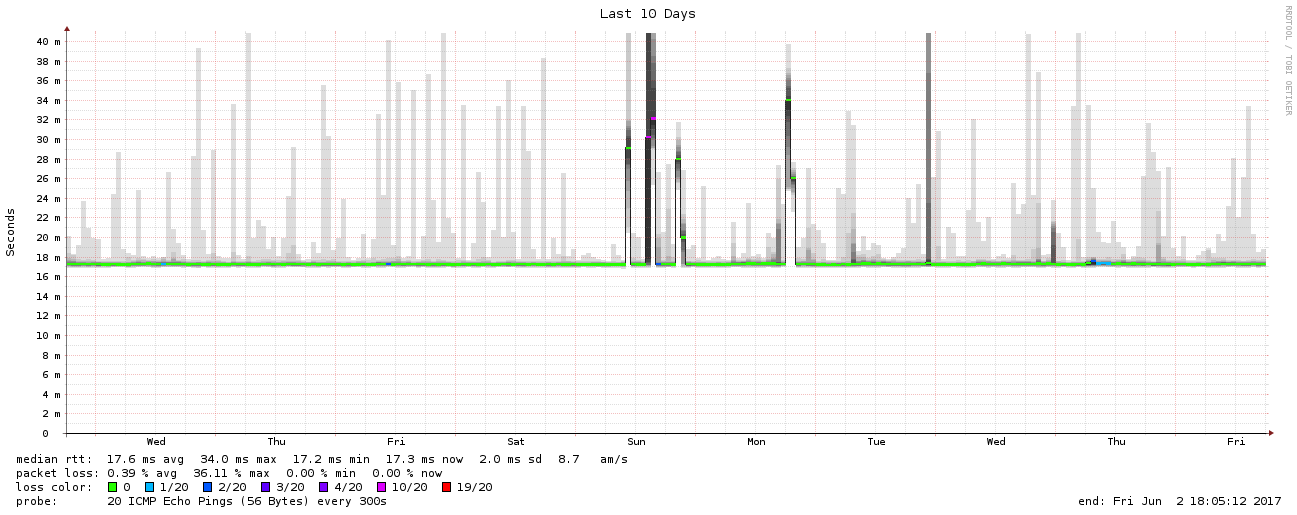 Last 10 Days
RRDTOOL / TOBI OETIKER
Seconds
40 m
38 m
36 m
34 m
32 m
30 m
28 m
26 m
24 m
22 m
20 m
18 m
16 m
14 m
12 m
10 m
8 m
6 m
4 m
2 m
0
Wed Thu Fri Sat Sun Mon Tue Wed Thu Fri
median rtt: 17.6 ms avg 34.0 ms max 17.2 ms min 17.3 ms now 2.0 ms sd 8.7 am/s
packet loss: 0.39 % avg 36.11 % max 0.00 % min 0.00 % now
loss color: 0 1/20 2/20 3/20 4/20 10/20 19/20
probe: 20 ICMP Echo Pings (56 Bytes) every 300s end: Fri Jun 2 18:05:12 2017